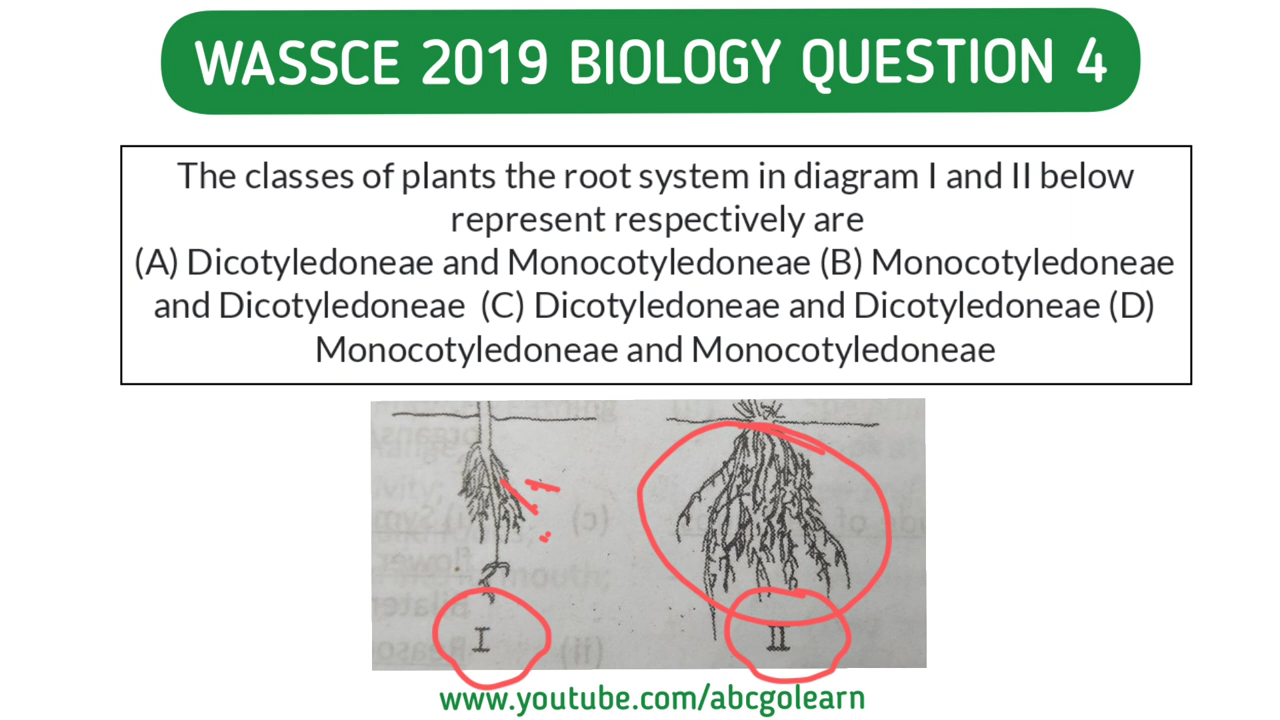 WASSCE 2019 BIOLOGY QUESTION 4
The classes of plants the root system in diagram I and II below
represent respectively are
(A) Dicotyledoneae and Monocotyledoneae (B) Monocotyledoneae
and Dicotyledoneae (C) Dicotyledoneae and Dicotyledoneae (D)
Monocotyledoneae and Monocotyledoneae
I II
www.youtube.com/abcgolearn